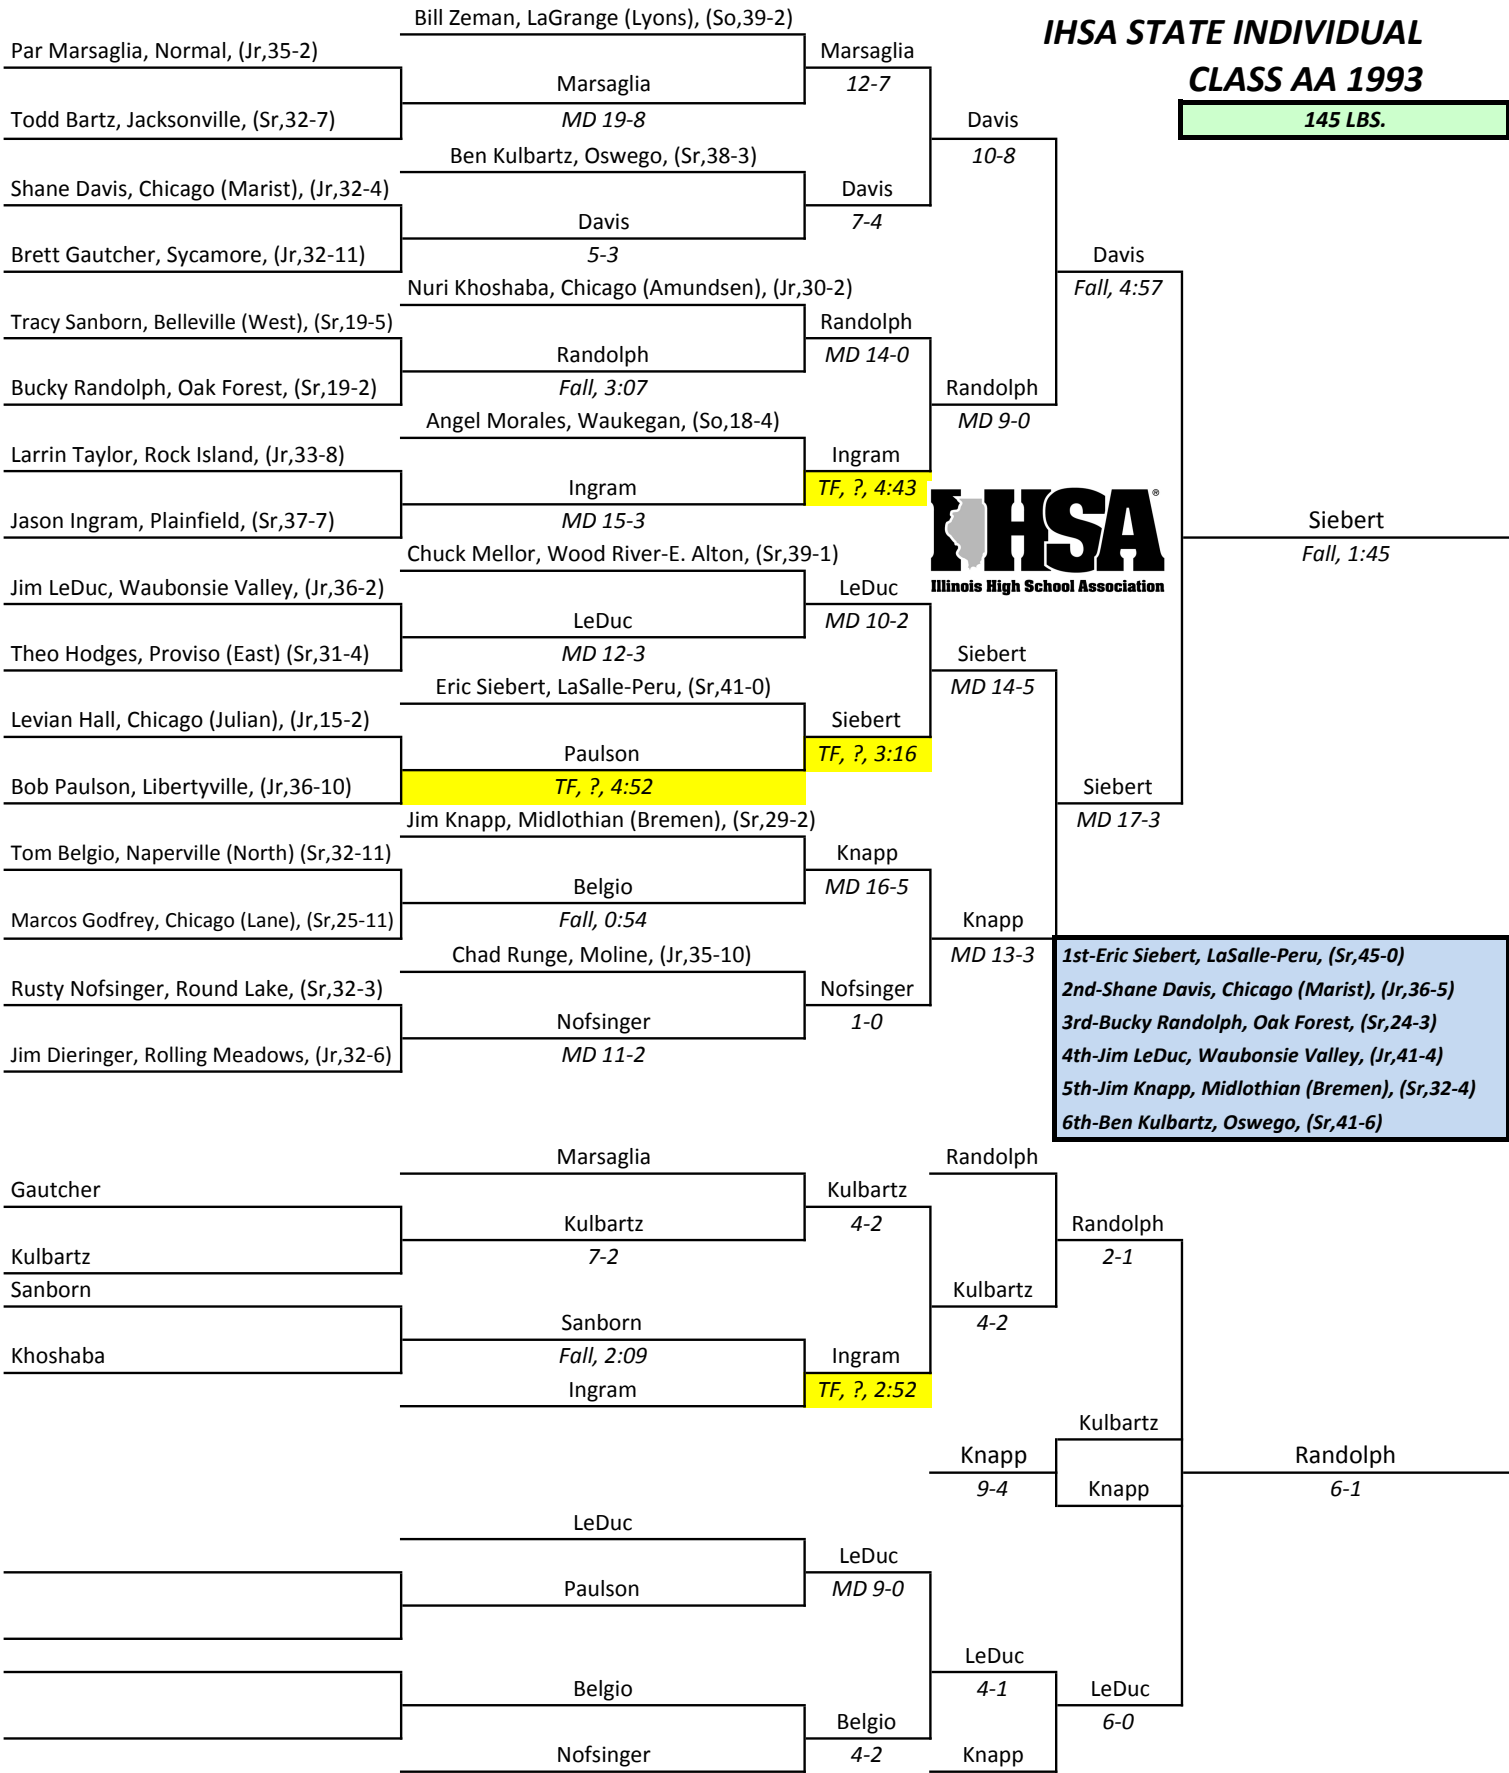 Bill Zeman, LaGrange (Lyons), (So,39-2)
IHSA STATE INDIVIDUAL
Par Marsaglia, Normal, (Jr,35-2)
Marsaglia
CLASS AA 1993
Marsaglia
12-7
Todd Bartz, Jacksonville, (Sr,32-7)
MD 19-8
Davis
145 LBS.
Ben Kulbartz, Oswego, (Sr,38-3)
10-8
Shane Davis, Chicago (Marist), (Jr,32-4)
Davis
Davis
7-4
Brett Gautcher, Sycamore, (Jr,32-11)
5-3
Davis
Nuri Khoshaba, Chicago (Amundsen), (Jr,30-2)
Fall, 4:57
Tracy Sanborn, Belleville (West), (Sr,19-5)
Randolph
Randolph
MD 14-0
Bucky Randolph, Oak Forest, (Sr,19-2)
Fall, 3:07
Randolph
Angel Morales, Waukegan, (So,18-4)
MD 9-0
Larrin Taylor, Rock Island, (Jr,33-8)
Ingram
Ingram
TF, ?, 4:43
Jason Ingram, Plainfield, (Sr,37-7)
MD 15-3
IHSA
®
Siebert
Chuck Mellor, Wood River-E. Alton, (Sr,39-1)
Fall, 1:45
Jim LeDuc, Waubonsie Valley, (Jr,36-2)
LeDuc
Illinois High School Association
LeDuc
MD 10-2
Theo Hodges, Proviso (East) (Sr,31-4)
MD 12-3
Siebert
Eric Siebert, LaSalle-Peru, (Sr,41-0)
MD 14-5
Levian Hall, Chicago (Julian), (Jr,15-2)
Siebert
Paulson
TF, ?, 3:16
Bob Paulson, Libertyville, (Jr,36-10)
TF, ?, 4:52
Siebert
Jim Knapp, Midlothian (Bremen), (Sr,29-2)
MD 17-3
Tom Belgio, Naperville (North) (Sr,32-11)
Knapp
Belgio
MD 16-5
Marcos Godfrey, Chicago (Lane), (Sr,25-11)
Fall, 0:54
Knapp
Chad Runge, Moline, (Jr,35-10)
MD 13-3
1st-Eric Siebert, LaSalle-Peru, (Sr,45-0)
Rusty Nofsinger, Round Lake, (Sr,32-3)
Nofsinger
2nd-Shane Davis, Chicago (Marist), (Jr,36-5)
Nofsinger
1-0
3rd-Bucky Randolph, Oak Forest, (Sr,24-3)
Jim Dieringer, Rolling Meadows, (Jr,32-6)
MD 11-2
4th-Jim LeDuc, Waubonsie Valley, (Jr,41-4)
5th-Jim Knapp, Midlothian (Bremen), (Sr,32-4)
6th-Ben Kulbartz, Oswego, (Sr,41-6)
Marsaglia
Randolph
Gautcher
Kulbartz
Kulbartz
4-2
Randolph
Kulbartz
7-2
2-1
Sanborn
Kulbartz
Sanborn
4-2
Khoshaba
Fall, 2:09
Ingram
Ingram
TF, ?, 2:52
Kulbartz
Knapp
Randolph
9-4
Knapp
6-1
LeDuc
LeDuc
Paulson
MD 9-0
LeDuc
Belgio
4-1
LeDuc
Belgio
6-0
Nofsinger
4-2
Knapp